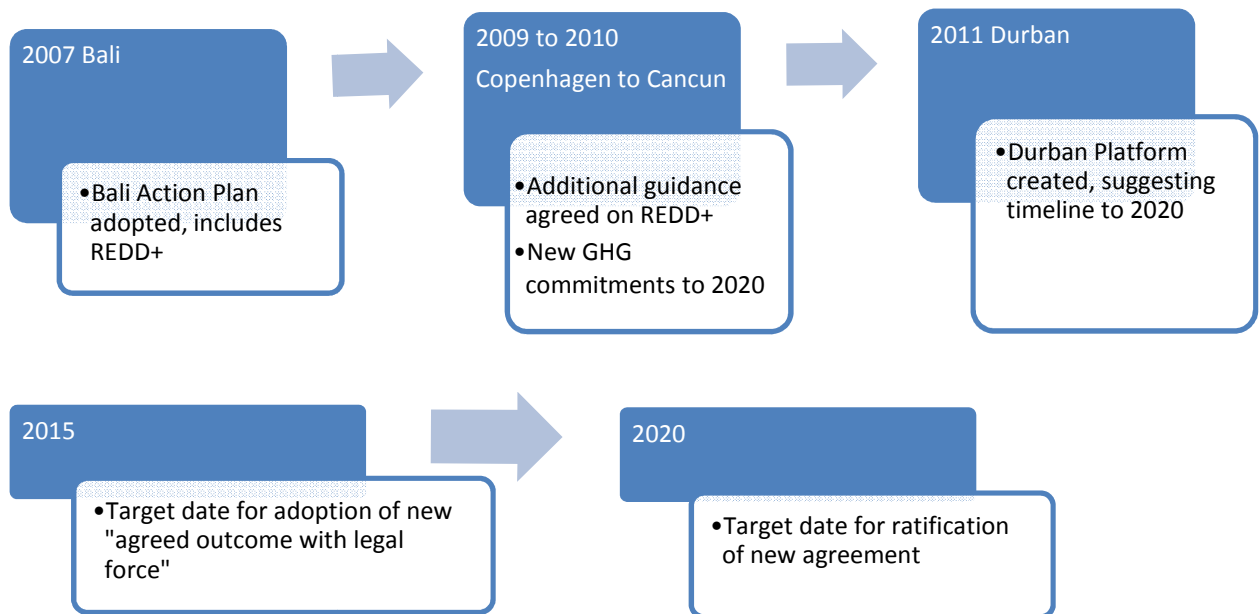 2007 Bali
•Bali Action Plan
adopted, includes
REDD+
2009 to 2010
Copenhagen to Cancun
•Additional guidance
agreed on REDD+
•New GHG
commitments to 2020
2011 Durban
•Durban Platform
created, suggesting
timeline to 2020
2015
•Target date for adoption of new
"agreed outcome with legal
force"
2020
•Target date for ratification
of new agreement